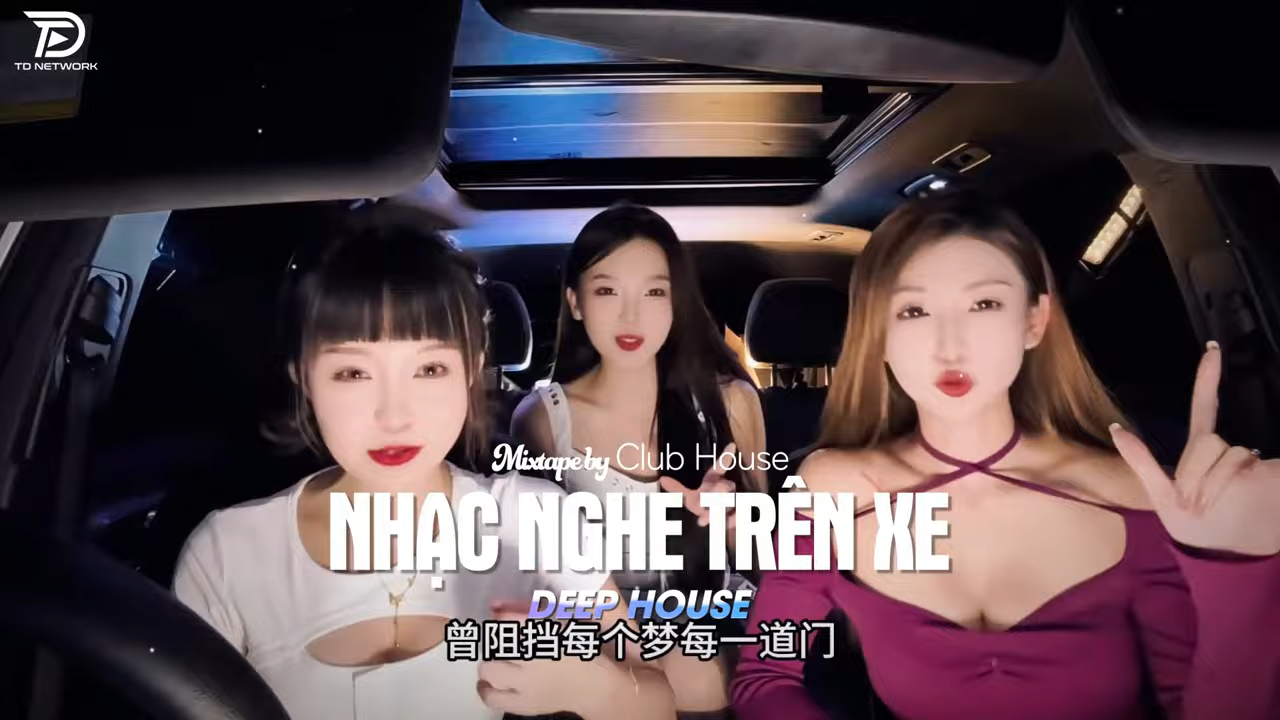 TD NETWORK
Mixtape by Club House
NHẠC NGHE TRÊN XE
DEEP HOUSE
曾阻挡每个梦每一道门